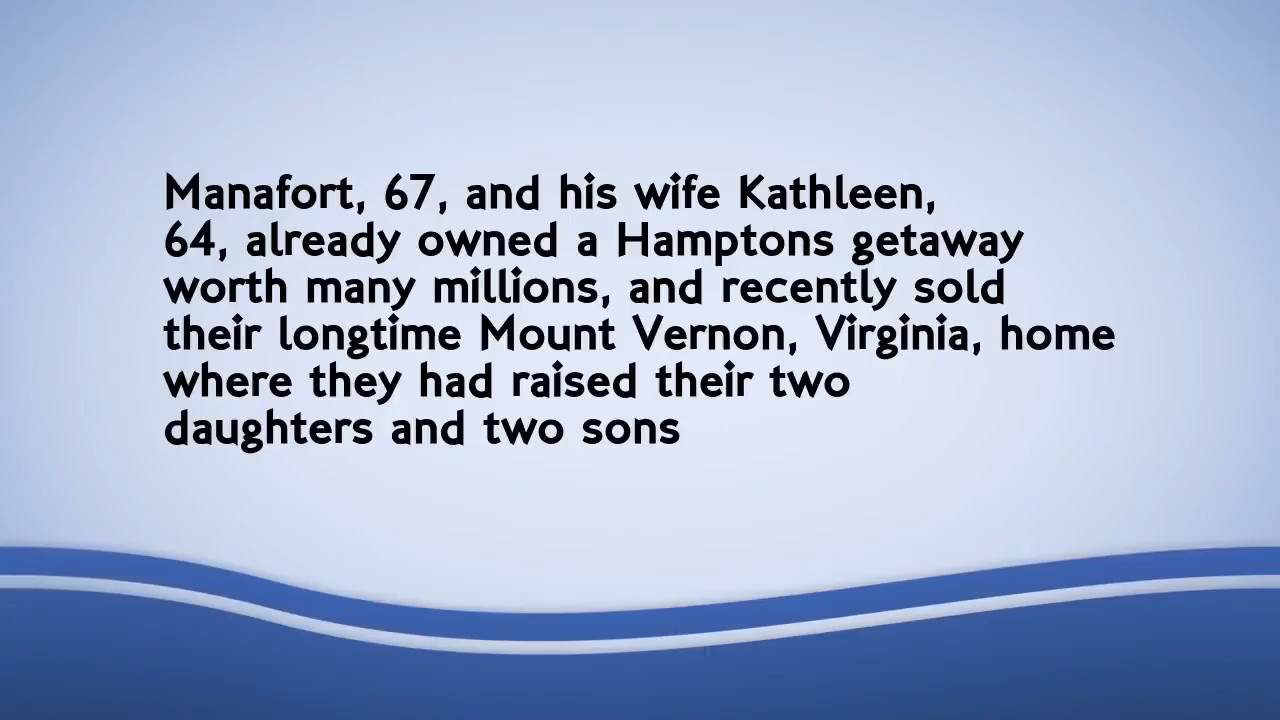 Manafort, 67, and his wife Kathleen,
64, already owned a Hamptons getaway
worth many millions, and recently sold
their longtime Mount Vernon, Virginia, home
where they had raised their two
daughters and two sons